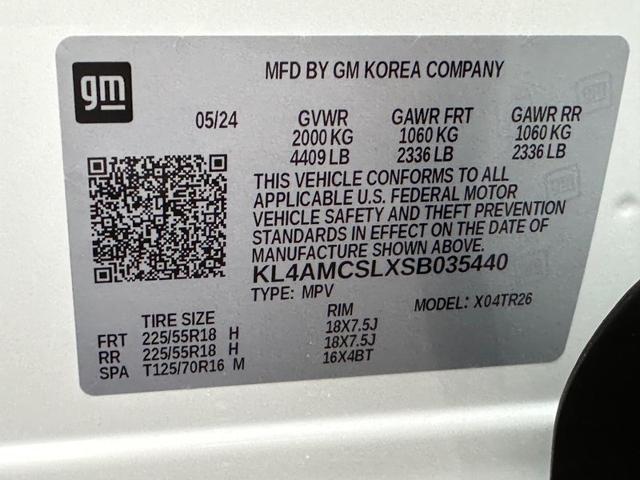 gm
MFD BY GM KOREA COMPANY
05/24 GVWR GAWR FRT GAWR RR
2000 KG 1060 KG 1060 KG
4409 LB 2336 LB 2336 LB
THIS VEHICLE CONFORMS TO ALL
APPLICABLE U.S. FEDERAL MOTOR
VEHICLE SAFETY AND THEFT PREVENTION
STANDARDS IN EFFECT ON THE DATE OF
MANUFACTURE SHOWN ABOVE.
KL4AMCSLXSB035440
TYPE: MPV MODEL: X04TR26
TIRE SIZE RIM
FRT 225/55R18 H 18X7.5J
RR 225/55R18 H 18X7.5J
SPA T125/70R16 M 16X4BT